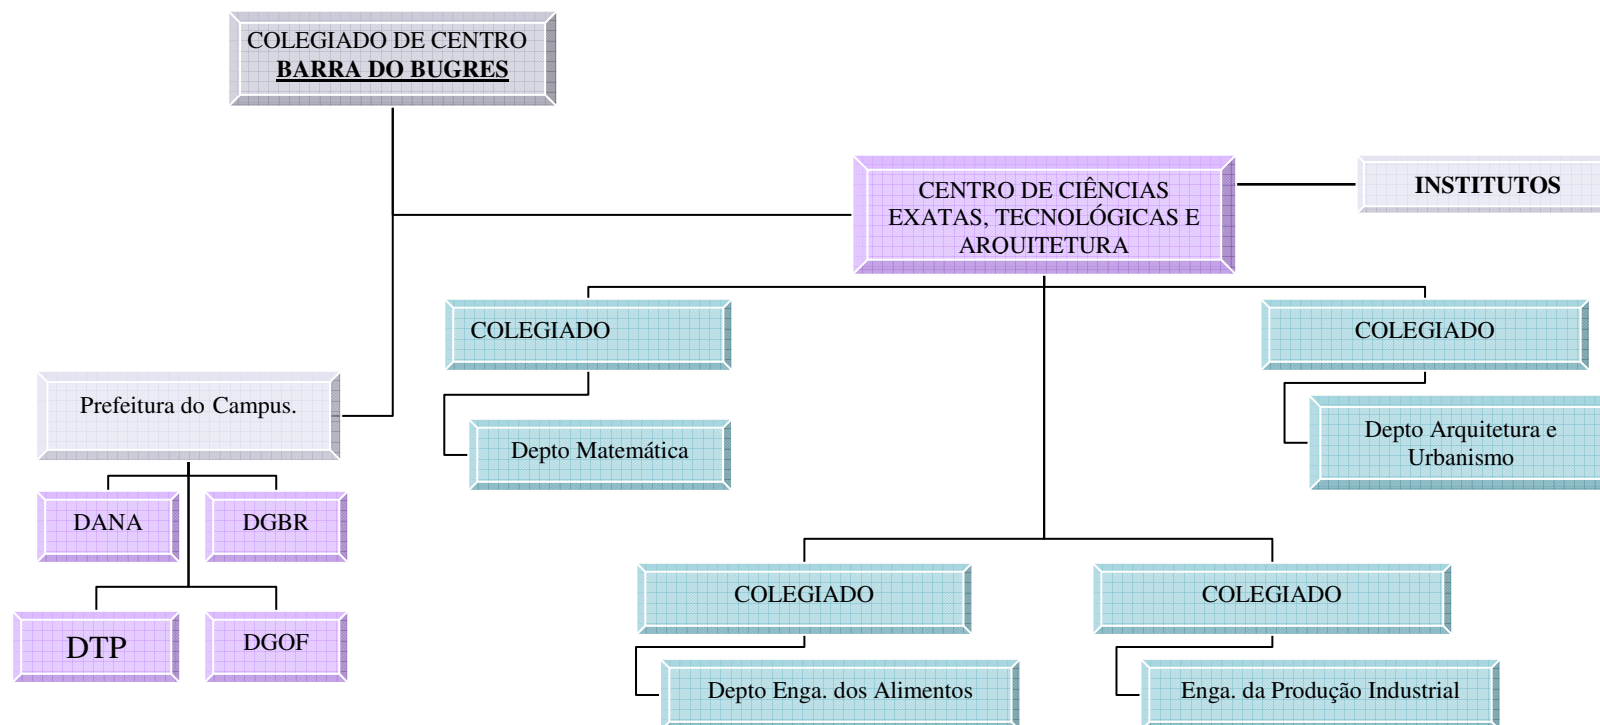 COLEGIADO DE CENTRO
BARRA DO BUGRES
CENTRO DE CIÊNCIAS
EXATAS, TECNOLÓGICAS E
ARQUITETURA
INSTITUTOS
COLEGIADO
COLEGIADO
Prefeitura do Campus.
Depto Matemática
Depto Arquitetura e
Urbanismo
DANA
DGBR
COLEGIADO
COLEGIADO
DTP
DGOF
Depto Enga. dos Alimentos
Enga. da Produção Industrial